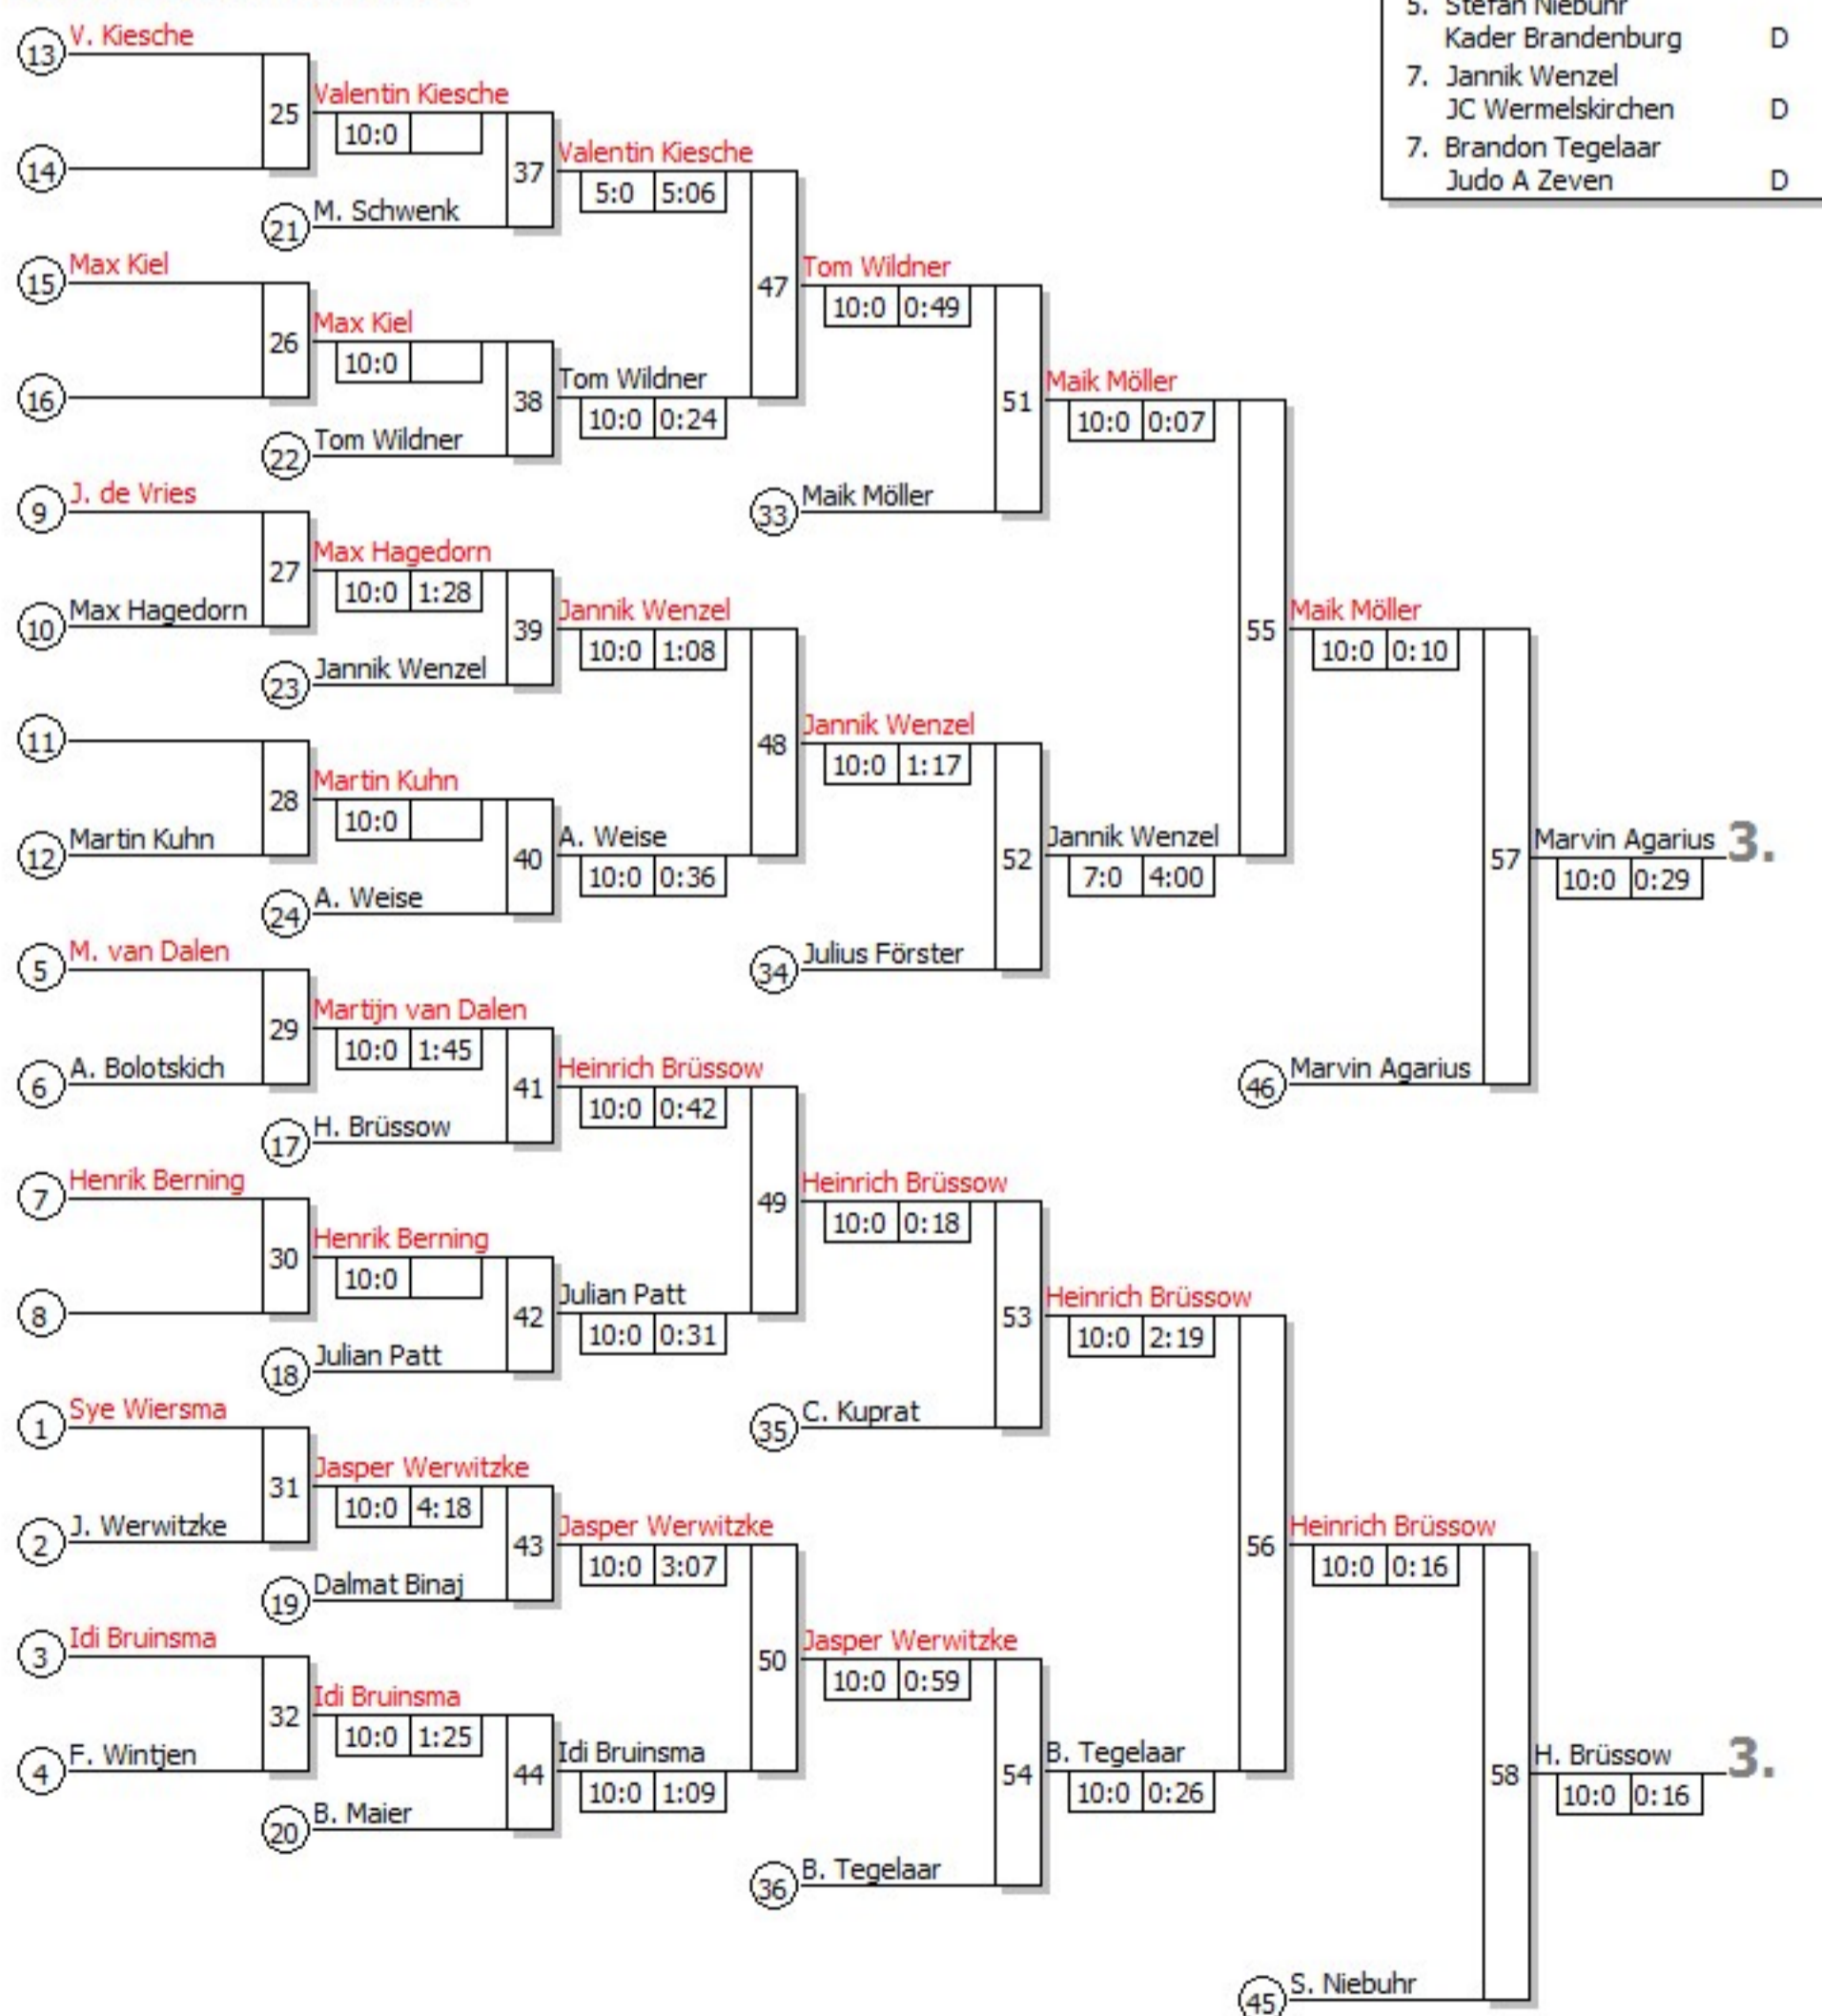 5. Stefan Niebuhr
Kader Brandenburg D
7. Jannik Wenzel
JC Wermelskirchen D
7. Brandon Tegelaar
Judo A Zeven D
13 V. Kiesche
25 Valentin Kiesche
10:0
14
37 Valentin Kiesche
5:0 5:06
21 M. Schwenk
15 Max Kiel
47 Tom Wildner
10:0 0:49
26 Max Kiel
10:0
16
38 Tom Wildner
10:0 0:24
22 Tom Wildner
51 Maik Möller
10:0 0:07
9 J. de Vries
33 Maik Möller
27 Max Hagedorn
10:0 1:28
10 Max Hagedorn
39 Jannik Wenzel
10:0 1:08
23 Jannik Wenzel
55 Maik Möller
10:0 0:10
11
48 Jannik Wenzel
10:0 1:17
28 Martin Kuhn
10:0
12 Martin Kuhn
40 A. Weise
10:0 0:36
24 A. Weise
52 Jannik Wenzel
7:0 4:00
57 Marvin Agarius 3.
10:0 0:29
5 M. van Dalen
34 Julius Förster
29 Martijn van Dalen
10:0 1:45
6 A. Bolotskich
41 Heinrich Brüssow
10:0 0:42
46 Marvin Agarius
17 H. Brüssow
7 Henrik Berning
49 Heinrich Brüssow
10:0 0:18
30 Henrik Berning
10:0
8
42 Julian Patt
10:0 0:31
18 Julian Patt
53 Heinrich Brüssow
10:0 2:19
1 Sye Wiersma
35 C. Kuprat
31 Jasper Werwitzke
10:0 4:18
2 J. Werwitzke
43 Jasper Werwitzke
10:0 3:07
19 Dalmat Binaj
56 Heinrich Brüssow
10:0 0:16
3 Idi Bruinsma
50 Jasper Werwitzke
10:0 0:59
32 Idi Bruinsma
10:0 1:25
4 F. Wintjen
44 Idi Bruinsma
10:0 1:09
20 B. Maier
54 B. Tegelaar
10:0 0:26
58 H. Brüssow 3.
10:0 0:16
36 B. Tegelaar
45 S. Niebuhr